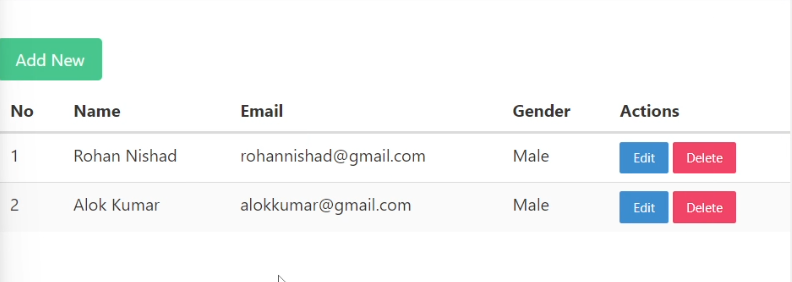 Add New
No Name Email Gender Actions
1 Rohan Nishad rohannishad@gmail.com Male Edit Delete
2 Alok Kumar alokkumar@gmail.com Male Edit Delete